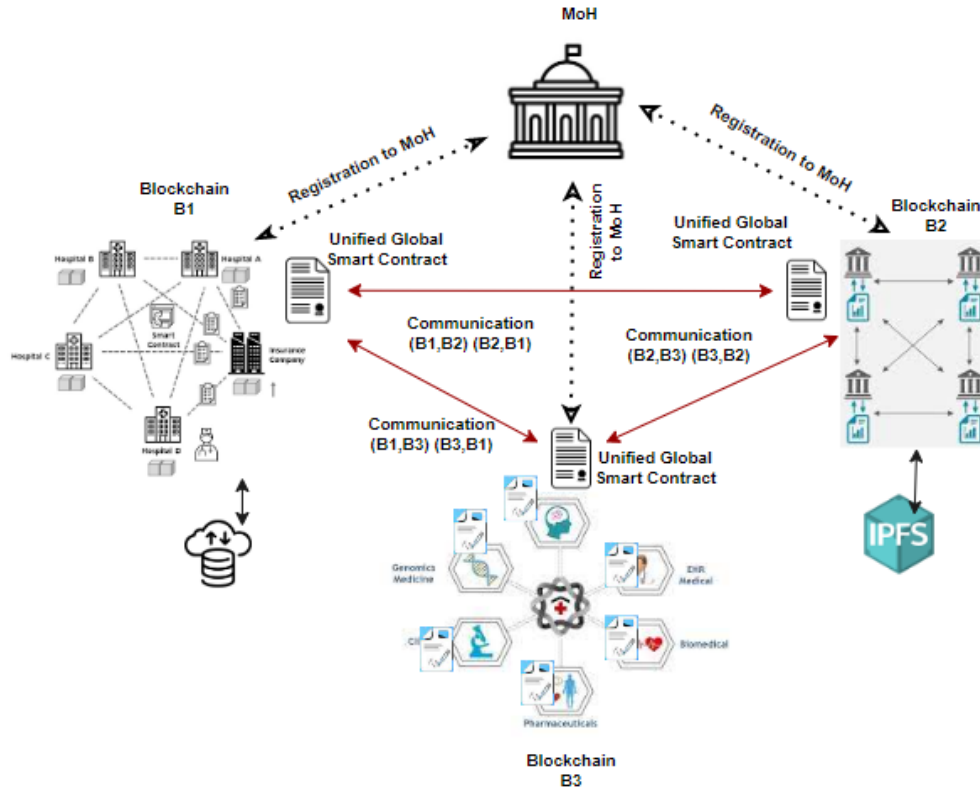 MoH
Registration to MoH
Registration to MoH
Registration
to MoH
Blockchain
B1
Blockchain
B2
Unified Global
Smart Contract
Unified Global
Smart Contract
Hospital B
Hospital A
Smart
Contract
Hospital C
Insurance
Company
Hospital D
Communication
(B1,B2) (B2,B1)
Communication
(B2,B3) (B3,B2)
Communication
(B1,B3) (B3,B1)
Unified Global
Smart Contract
IPFS
Genomics
Medicine
EHR
Medical
Biomedical
Pharmaceuticals
Blockchain
B3